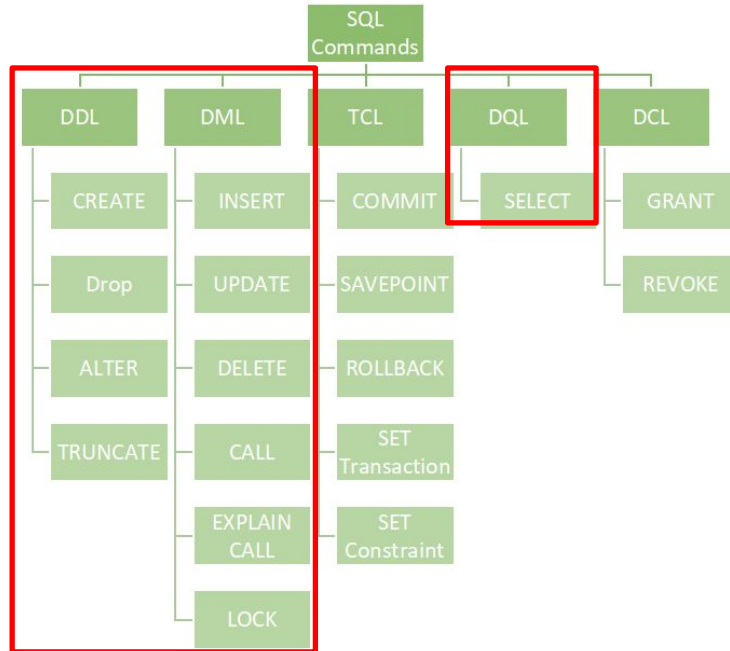 SQL
Commands
DDL
DML
TCL
DQL
DCL
CREATE
INSERT
COMMIT
SELECT
GRANT
Drop
UPDATE
SAVEPOINT
REVOKE
ALTER
DELETE
ROLLBACK
TRUNCATE
CALL
SET
Transaction
EXPLAIN
CALL
SET
Constraint
LOCK